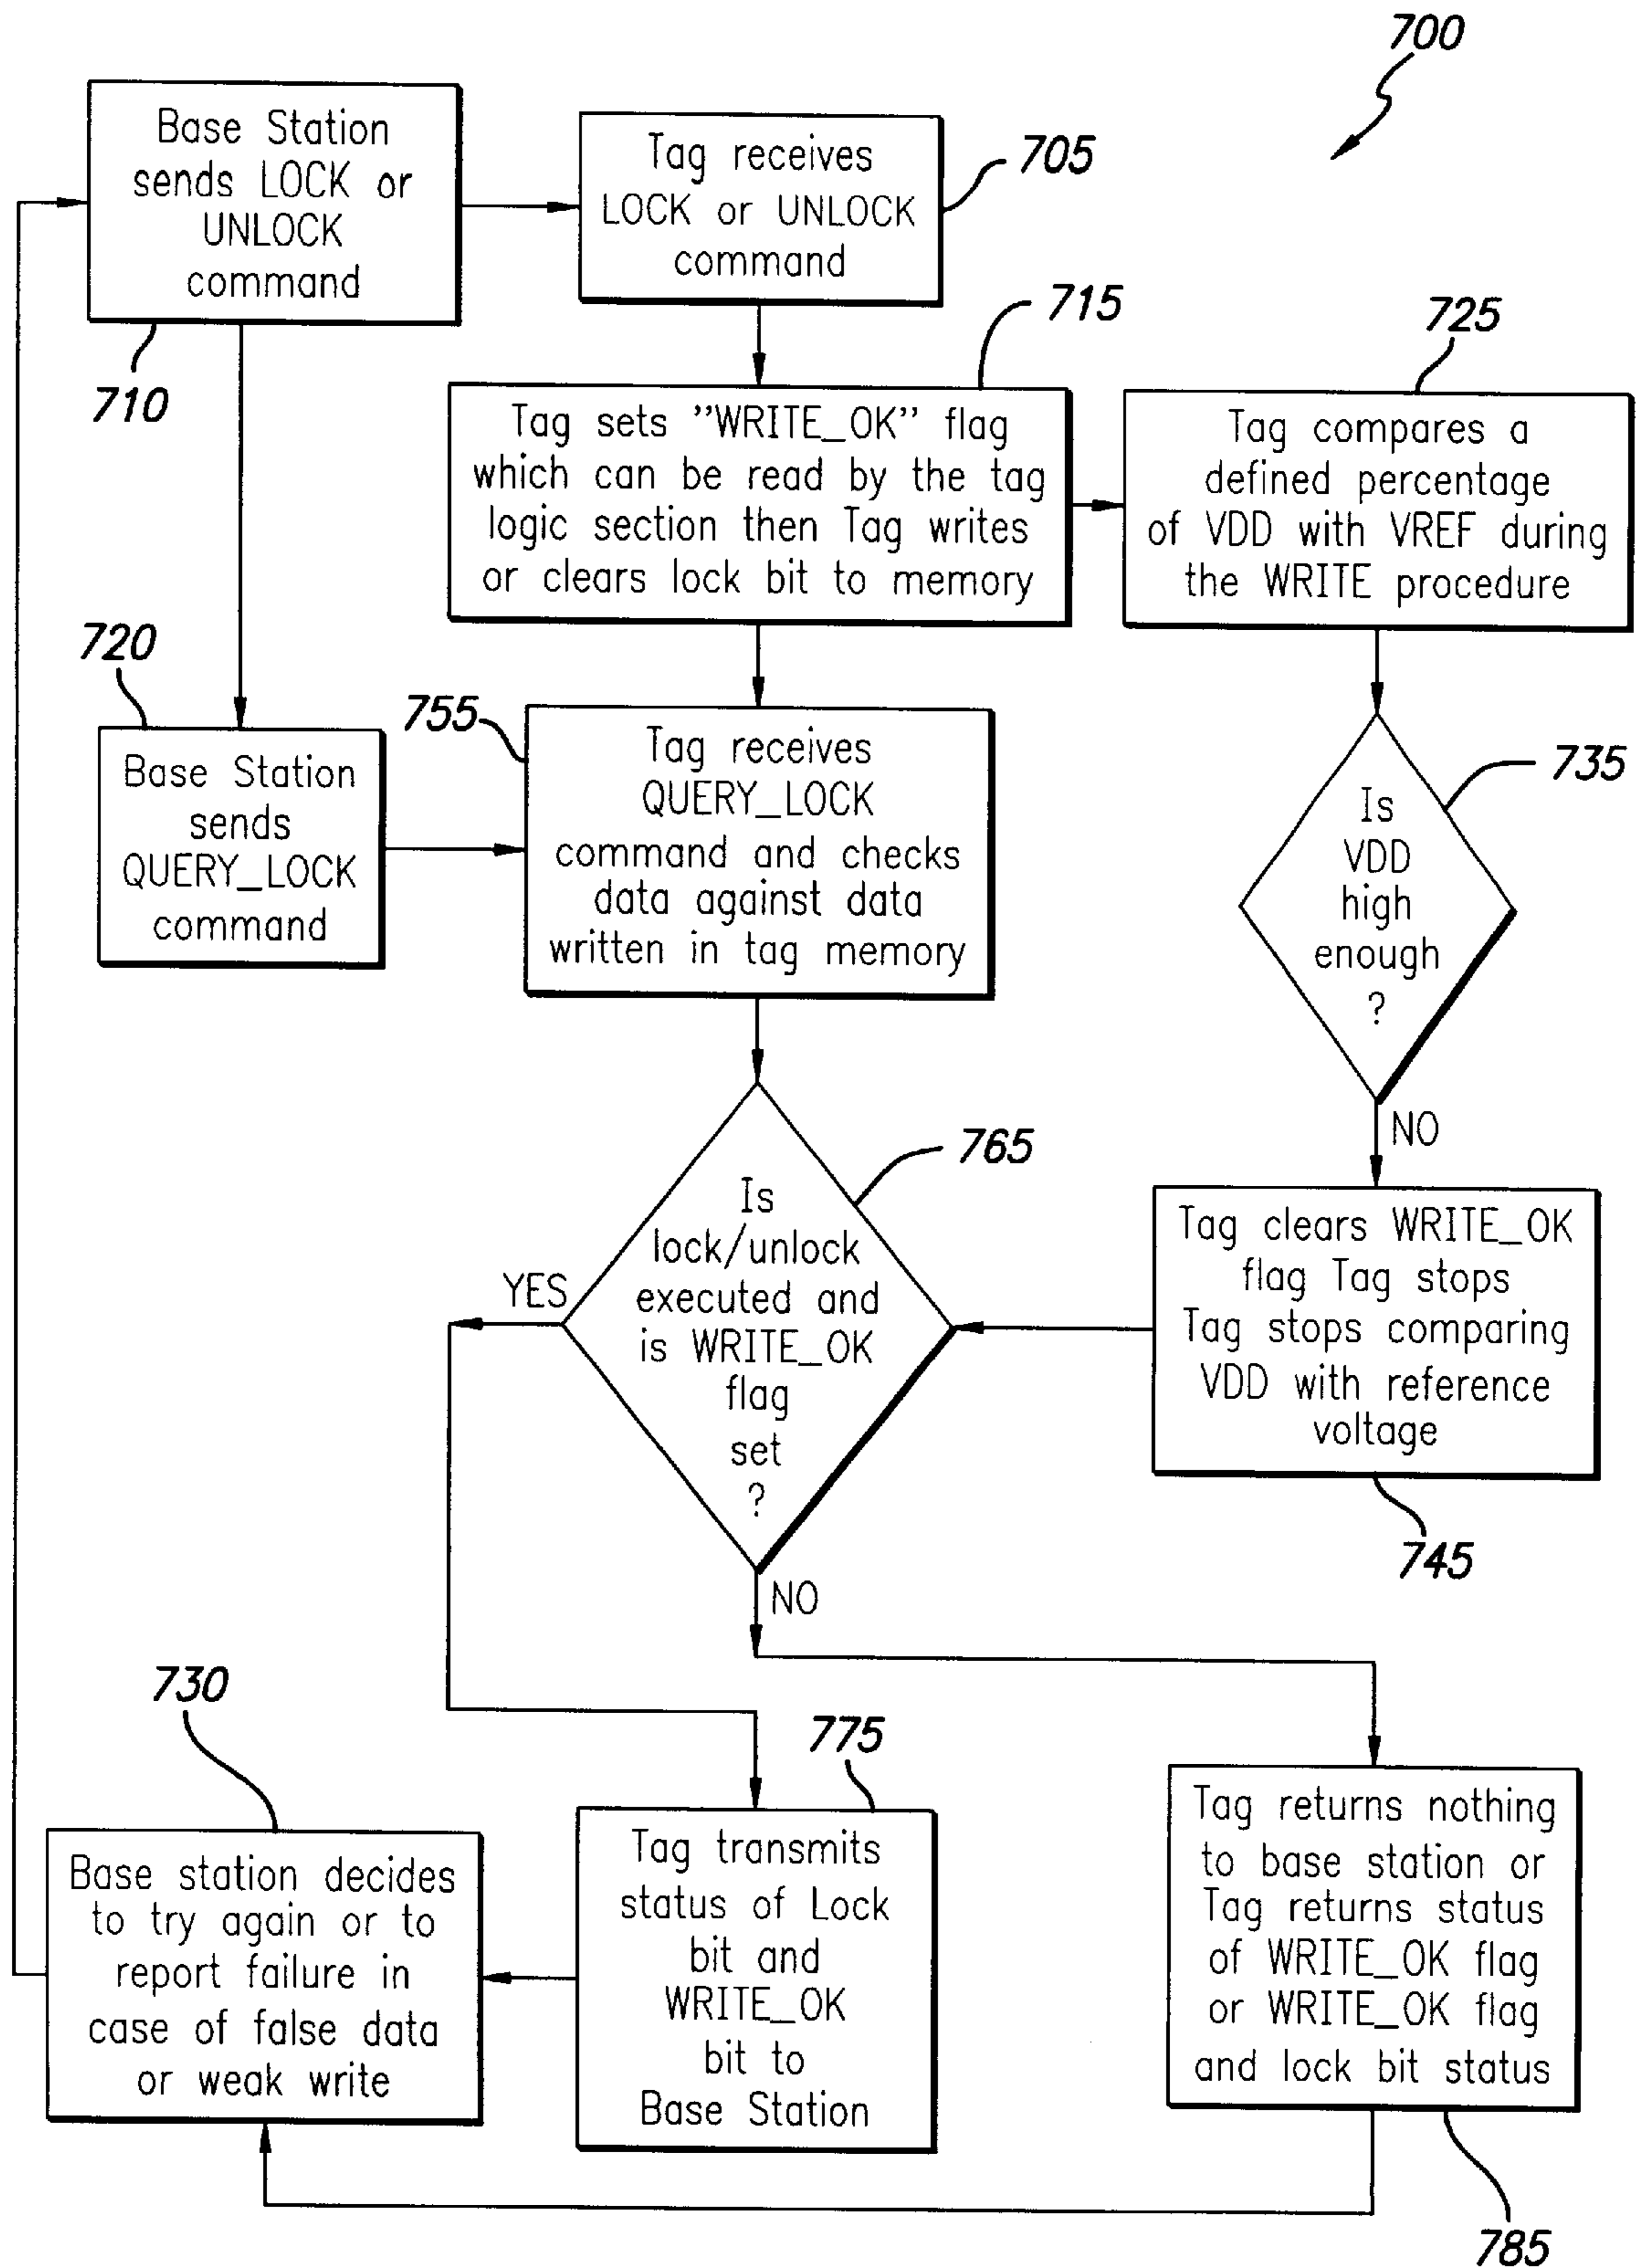 700
Base Station
sends LOCK or
UNLOCK
command
710
Tag receives
LOCK or UNLOCK
command
705
715
Tag sets "WRITE_OK" flag
which can be read by the tag
logic section then Tag writes
or clears lock bit to memory
725
Tag compares a
defined percentage
of VDD with VREF during
the WRITE procedure
720
Base Station
sends
QUERY_LOCK
command
755
Tag receives
QUERY_LOCK
command and checks
data against data
written in tag memory
735
Is
VDD
high
enough
?
NO
765
Is
lock/unlock
executed and
is WRITE_OK
flag
set
?
YES
NO
Tag clears WRITE_OK
flag Tag stops
Tag stops comparing
VDD with reference
voltage
745
730
Base station decides
to try again or to
report failure in
case of false data
or weak write
775
Tag transmits
status of Lock
bit and
WRITE_OK
bit to
Base Station
Tag returns nothing
to base station or
Tag returns status
of WRITE_OK flag
or WRITE_OK flag
and lock bit status
785